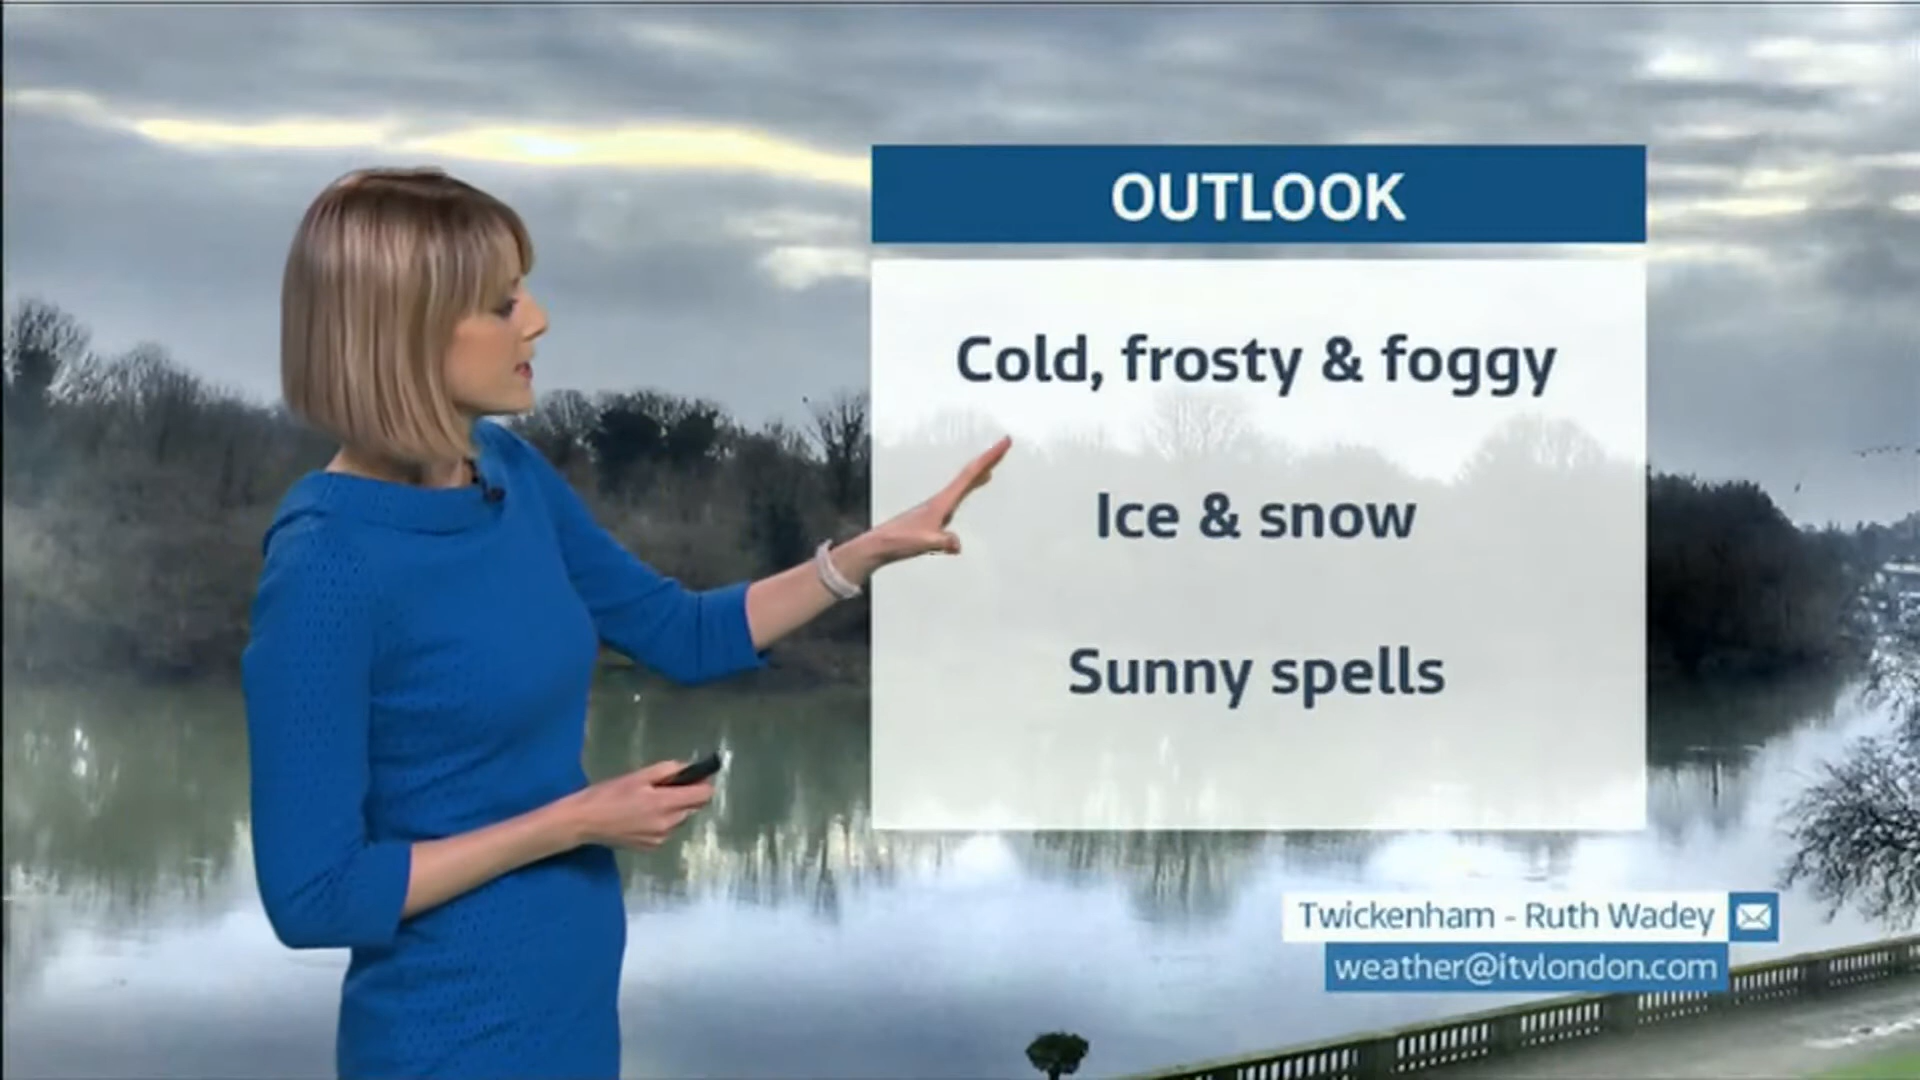 OUTLOOK
Cold, frosty & foggy
Ice & snow
Sunny spells
Twickenham - Ruth Wadey
weather@itvlondon.com